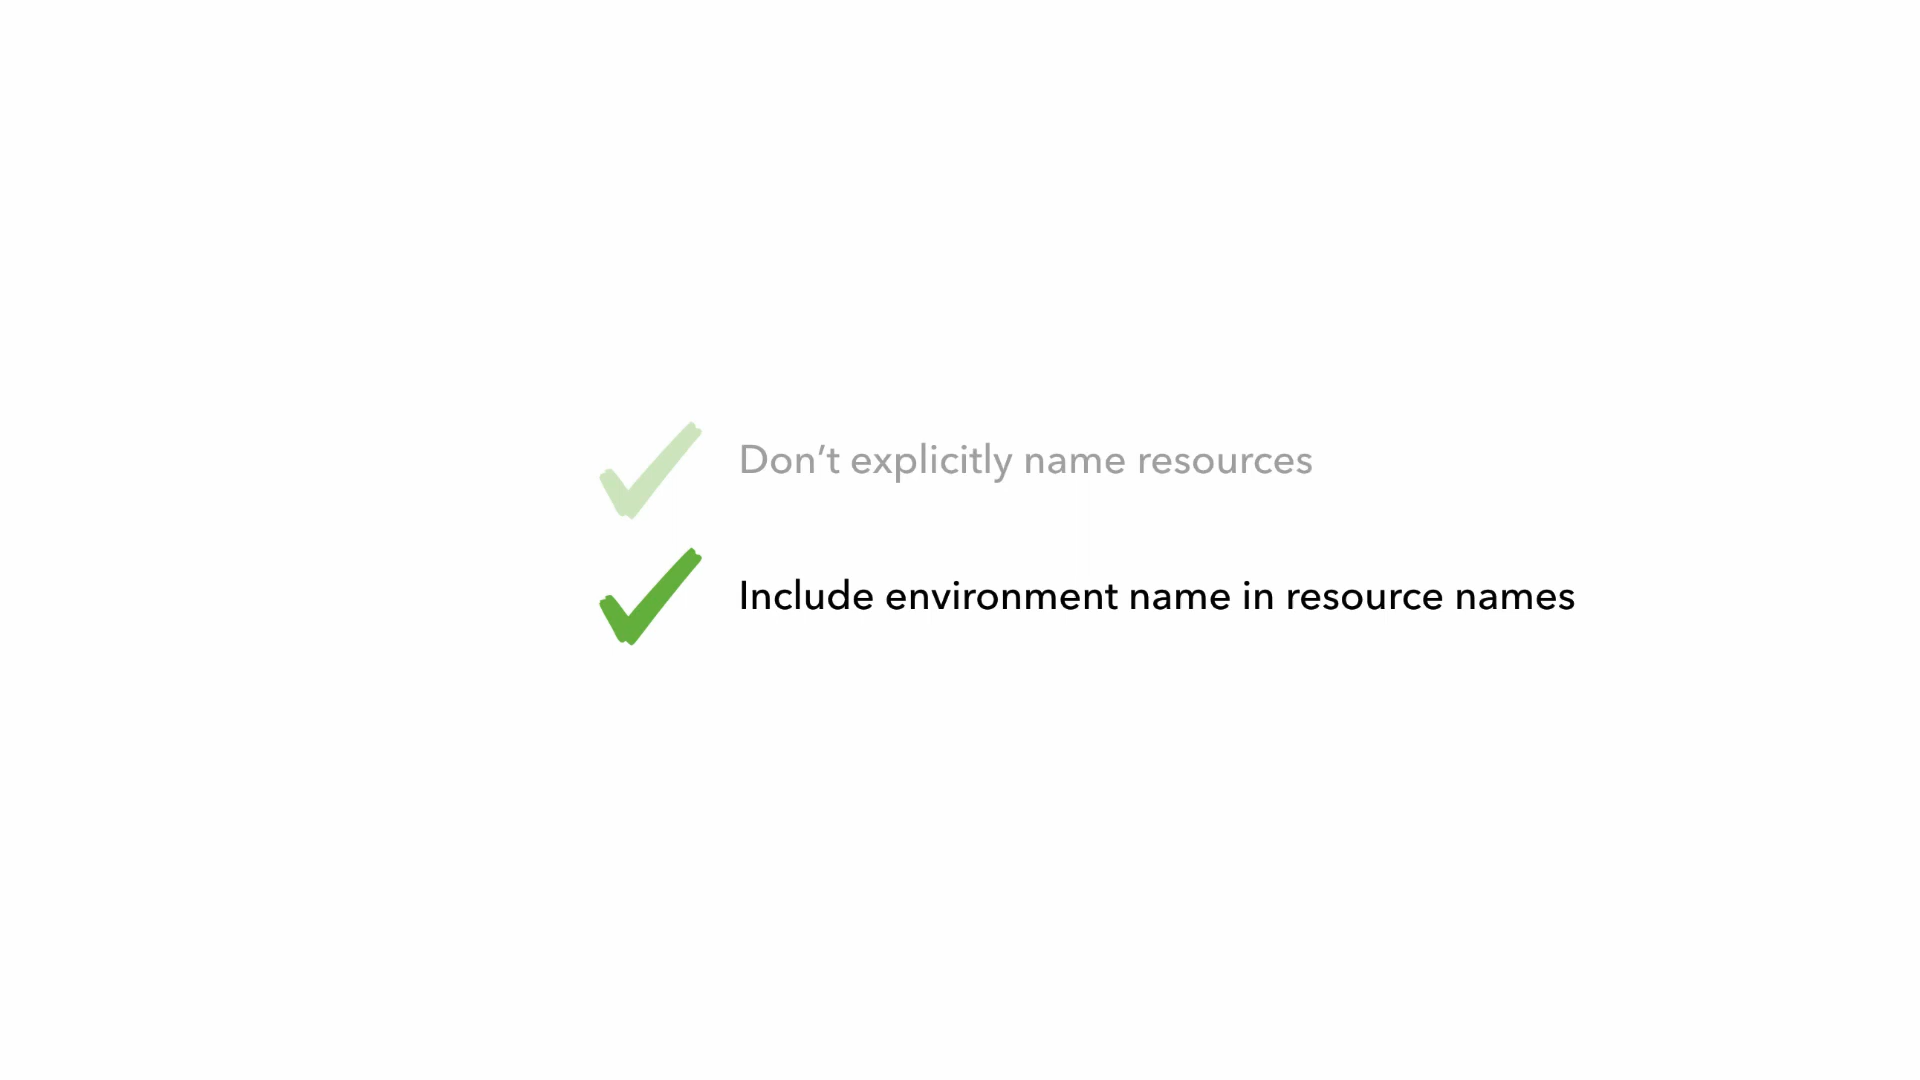 Don’t explicitly name resources
Include environment name in resource names